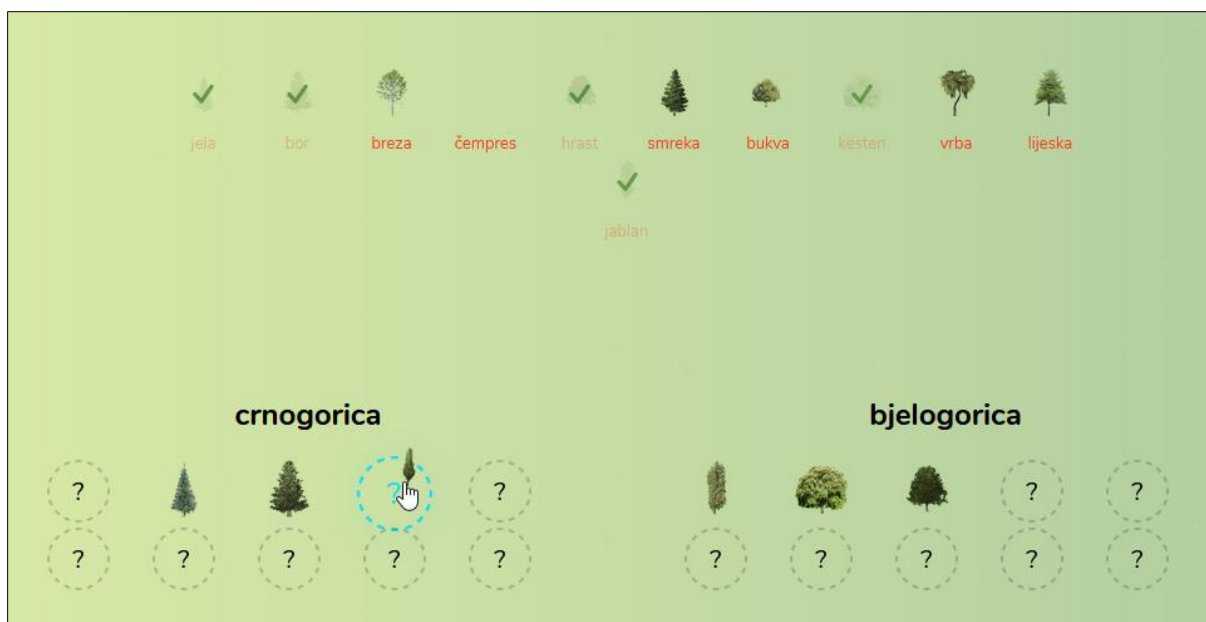 jela bor breza čempres hrast smreka bukva kesten vrba lijeska
jablan
crnogorica bjelogorica
? ? ? ? ? ?
? ? ? ? ? ? ? ? ? ?